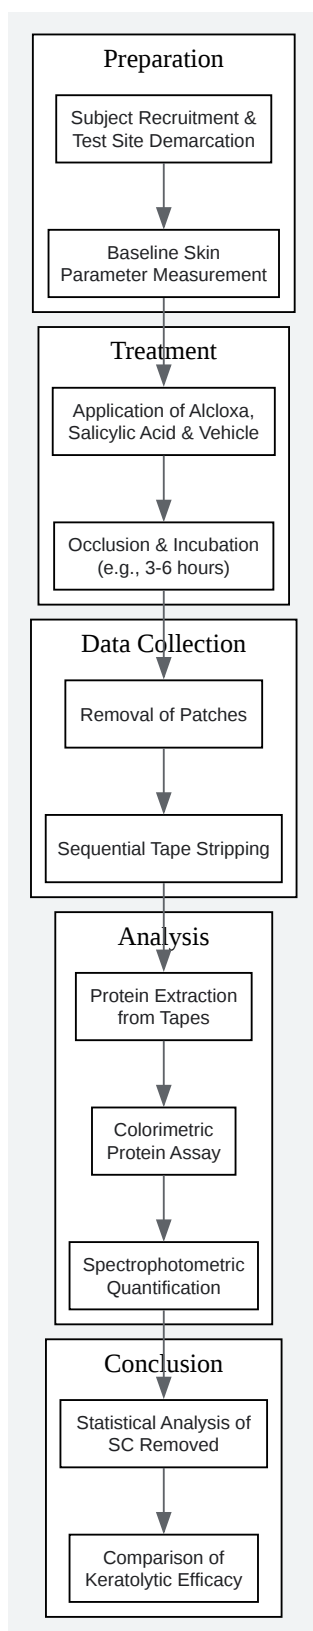 Preparation
Subject Recruitment &
Test Site Demarcation
Baseline Skin
Parameter Measurement
Treatment
Application of Alcloxa,
Salicylic Acid & Vehicle
Occlusion & Incubation
(e.g., 3-6 hours)
Data Collection
Removal of Patches
Sequential Tape Stripping
Analysis
Protein Extraction
from Tapes
Colorimetric
Protein Assay
Spectrophotometric
Quantification
Conclusion
Statistical Analysis of
SC Removed
Comparison of
Keratolytic Efficacy